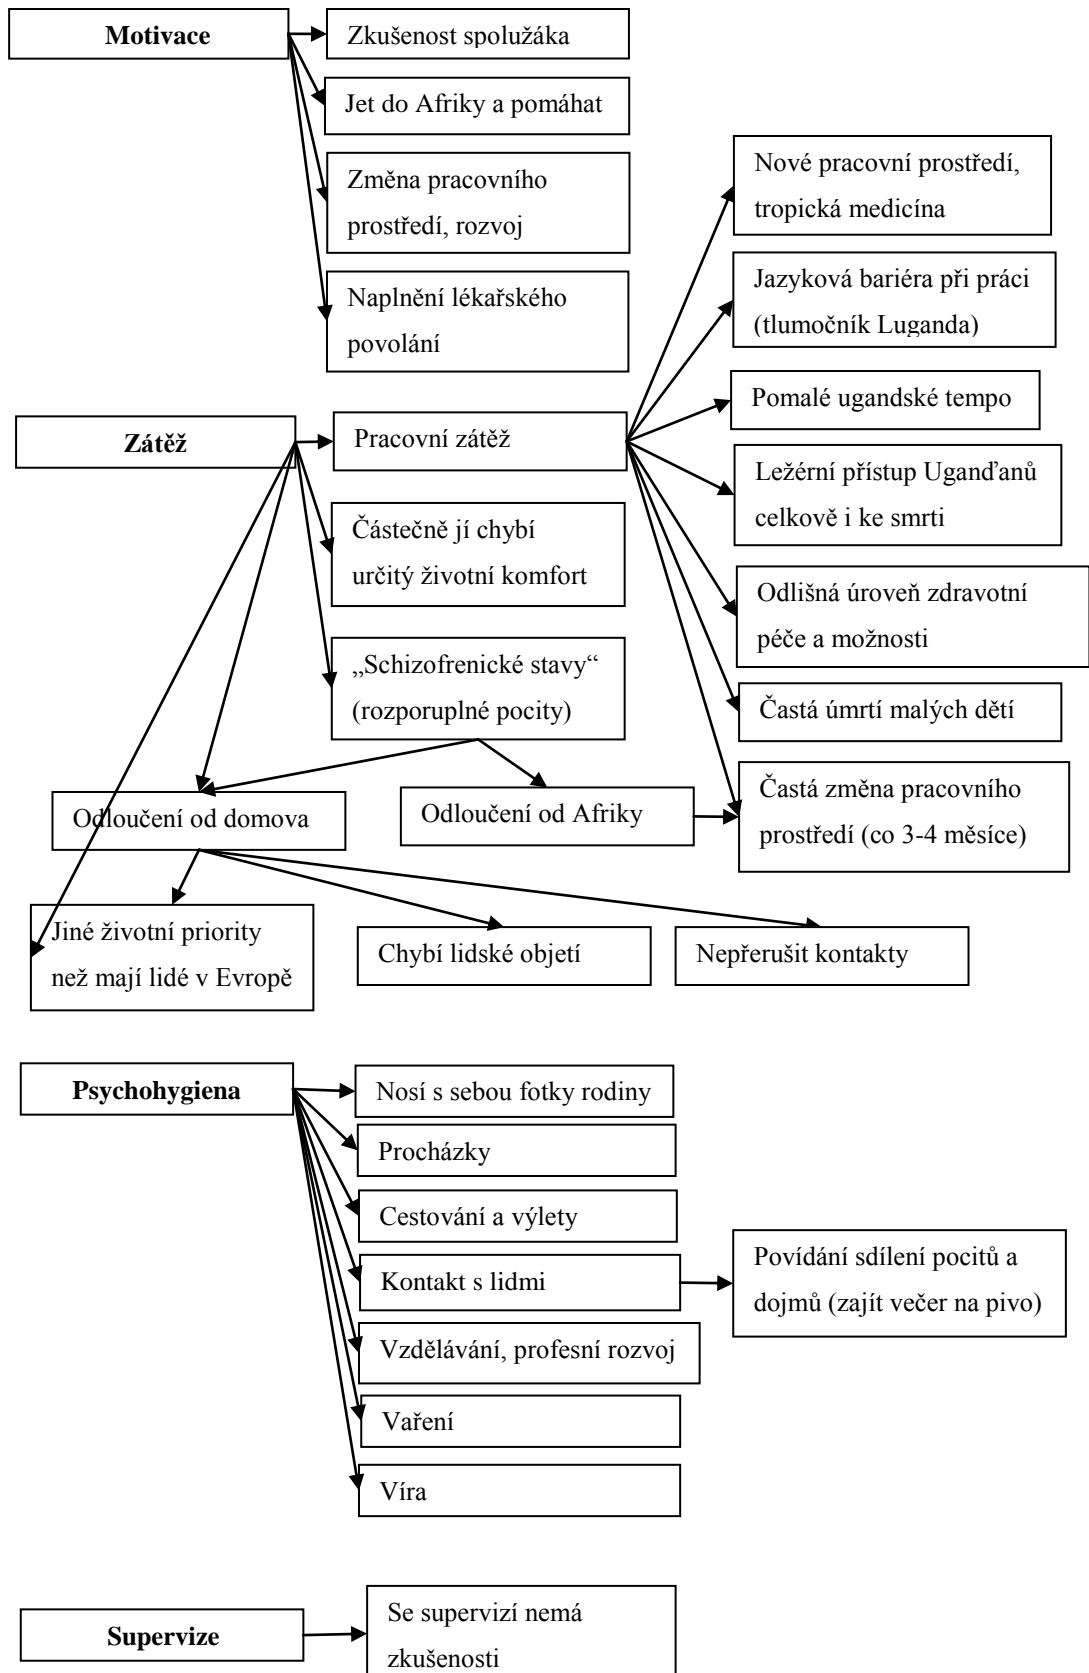 Motivace
Zkušenost spolužáka
Jet do Afriky a pomáhat
Změna pracovního
prostředí, rozvoj
Naplnění lékařského
povolání
Nové pracovní prostředí,
tropická medicína
Jazyková bariéra při práci
(tlumočník Luganda)
Pomalé ugandské tempo
Zátěž
Pracovní zátěž
Ležérní přístup Uganďanů
celkově i ke smrti
Částečně jí chybí
určitý životní komfort
Odlišná úroveň zdravotní
péče a možnosti
„Schizofrenické stavy“
(rozporuplné pocity)
Častá úmrtí malých dětí
Odloučení od domova
Odloučení od Afriky
Častá změna pracovního
prostředí (co 3-4 měsíce)
Jiné životní priority
než mají lidé v Evropě
Chybí lidské objetí
Nepřerušit kontakty
Psychohygiena
Nosí s sebou fotky rodiny
Procházky
Cestování a výlety
Kontakt s lidmi
Povídání sdílení pocitů a
dojmů (zajít večer na pivo)
Vzdělávání, profesní rozvoj
Vaření
Víra
Supervize
Se supervizí nemá
zkušenosti